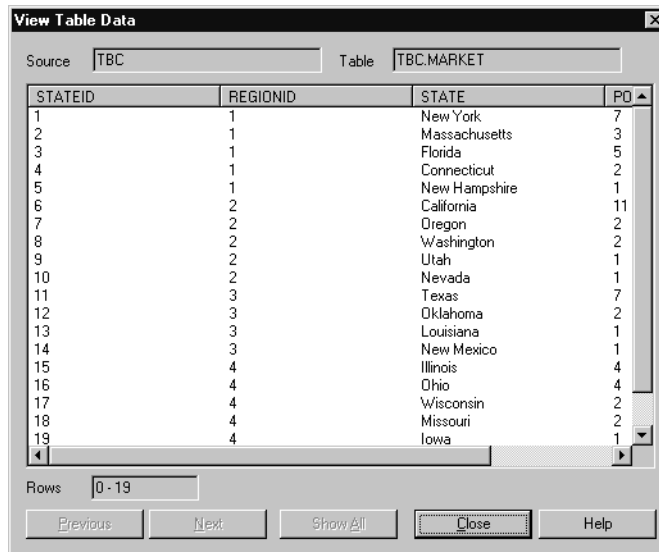 View Table Data
Source TBC Table TBC.MARKET
STATEID REGIONID STATE PO
1 1 New York 7
2 1 Massachusetts 3
3 1 Florida 5
4 1 Connecticut 2
5 1 New Hampshire 1
6 2 California 11
7 2 Oregon 2
8 2 Washington 2
9 2 Utah 1
10 2 Nevada 1
11 3 Texas 7
12 3 Oklahoma 2
13 3 Louisiana 1
14 3 New Mexico 1
15 4 Illinois 4
16 4 Ohio 4
17 4 Wisconsin 2
18 4 Missouri 2
19 4 Iowa 1
Rows 0 - 19
Previous Next Show All Close Help